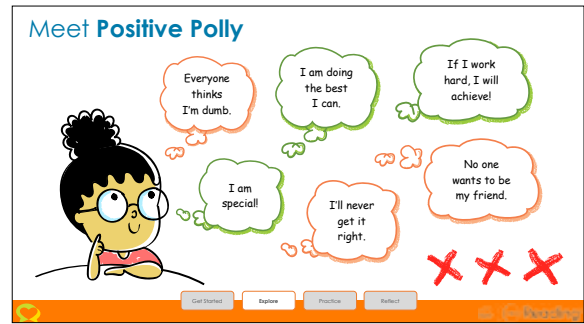 Meet Positive Polly
Everyone
thinks
I'm dumb.
I am doing
the best
I can.
If I work
hard, I will
achieve!
I am
special!
I'll never
get it
right.
No one
wants to be
my friend.
Get Started
Explore
Practice
Reflect